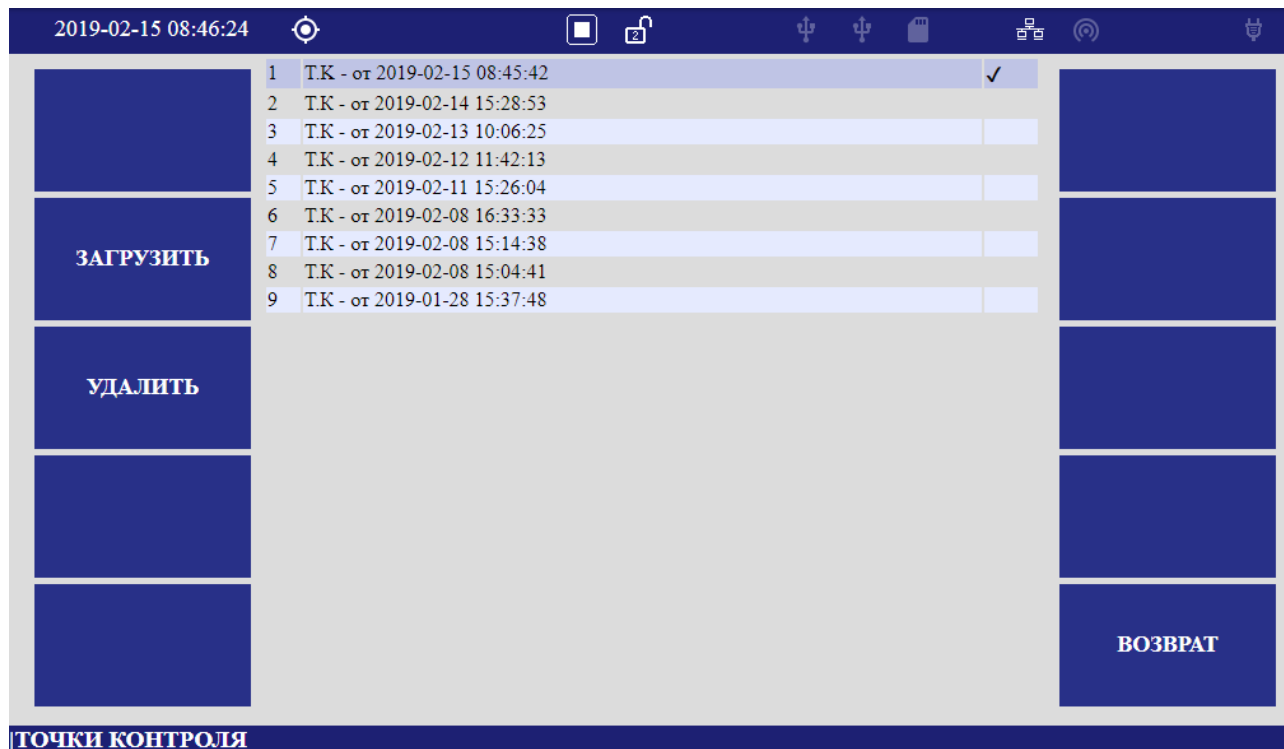 2019-02-15 08:46:24
2
1 Т.К - от 2019-02-15 08:45:42 ✓
2 Т.К - от 2019-02-14 15:28:53
3 Т.К - от 2019-02-13 10:06:25
4 Т.К - от 2019-02-12 11:42:13
5 Т.К - от 2019-02-11 15:26:04
6 Т.К - от 2019-02-08 16:33:33
7 Т.К - от 2019-02-08 15:14:38
8 Т.К - от 2019-02-08 15:04:41
9 Т.К - от 2019-01-28 15:37:48
ЗАГРУЗИТЬ
УДАЛИТЬ
ВОЗВРАТ
|ТОЧКИ КОНТРОЛЯ